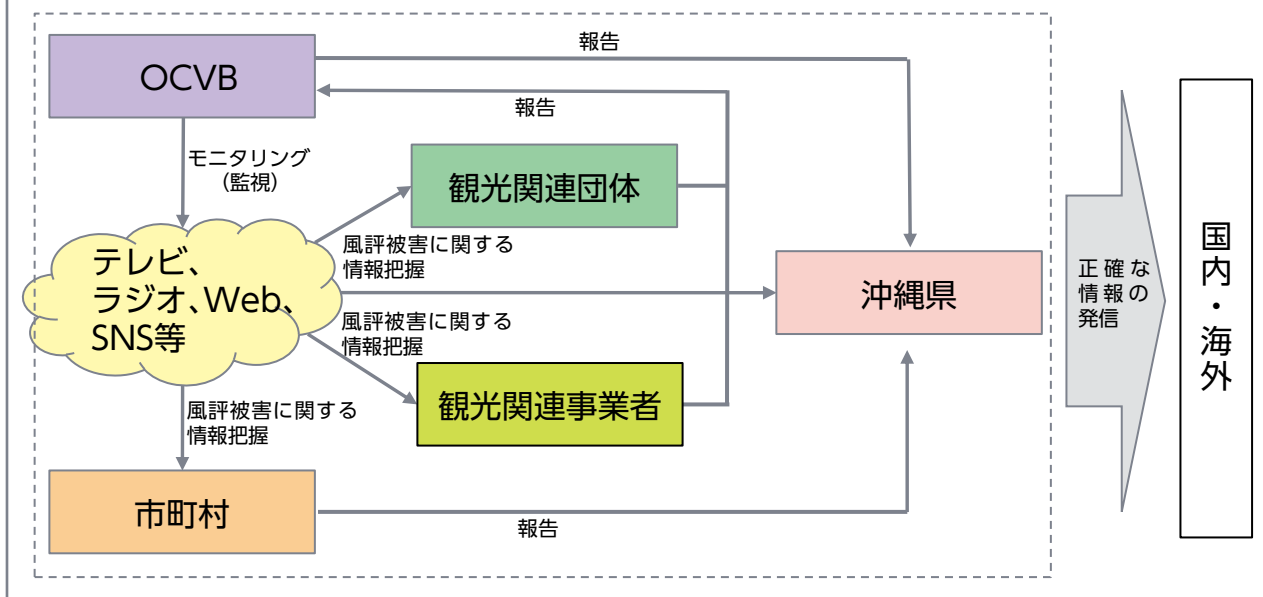 報告
OCVB
報告
モニタリング
(監視)
観光関連団体
風評被害に関する
情報把握
テレビ、
ラジオ、Web、
SNS等
沖縄県
風評被害に関する
情報把握
観光関連事業者
風評被害に関する
情報把握
市町村
報告
正確な
情報の
発信
国内・海外